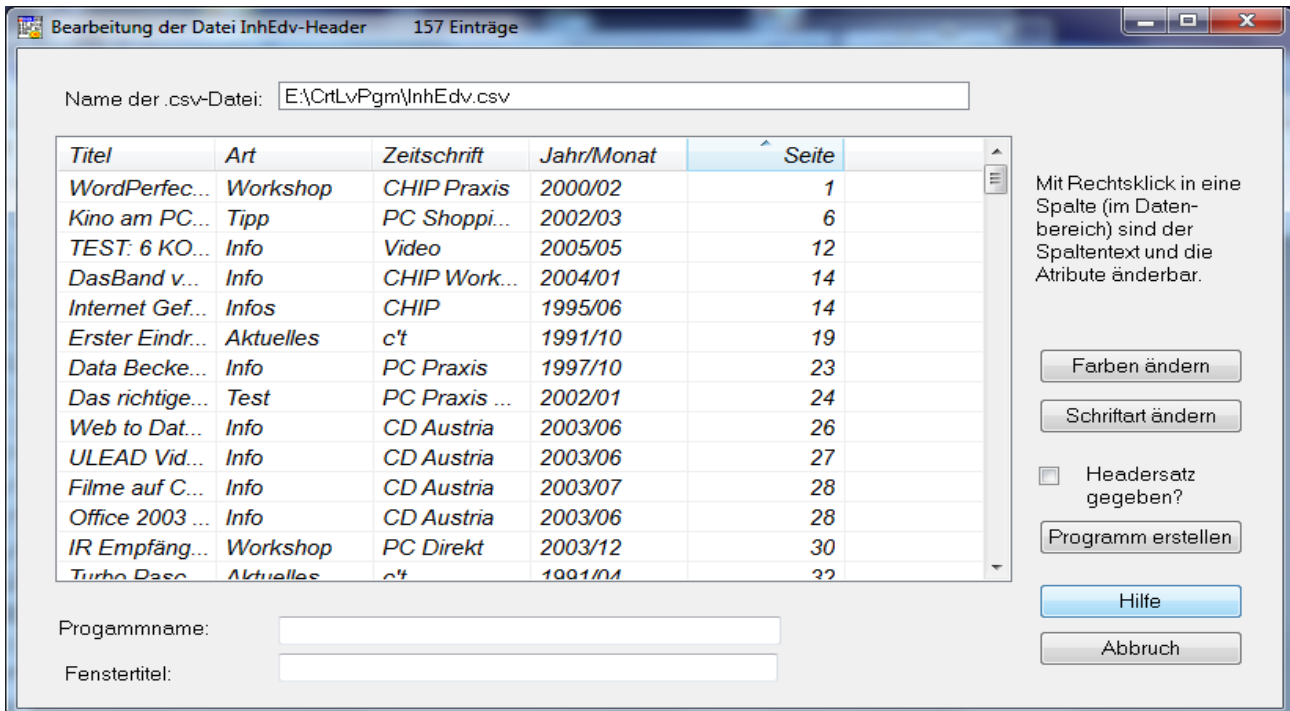 Bearbeitung der Datei InhEdv-Header 157 Einträge
Name der .csv-Datei: E:\CrtLvPgm\InhEdv.csv
Titel Art Zeitschrift Jahr/Monat Seite
WordPerfec... Workshop CHIP Praxis 2000/02 1
Kino am PC... Tipp PC Shoppi... 2002/03 6
TEST: 6 KO... Info Video 2005/05 12
DasBand v... Info CHIP Work... 2004/01 14
Internet Gef... Infos CHIP 1995/06 14
Erster Eindr... Aktuelles c't 1991/10 19
Data Becke... Info PC Praxis 1997/10 23
Das richtige... Test PC Praxis ... 2002/01 24
Web to Dat... Info CD Austria 2003/06 26
ULEAD Vid... Info CD Austria 2003/06 27
Filme auf C... Info CD Austria 2003/07 28
Office 2003 ... Info CD Austria 2003/06 28
IR Empfäng... Workshop PC Direkt 2003/12 30
Turbo Pasc... Aktuelles c't 1991/04 32
Mit Rechtsklick in eine
Spalte (im Daten-
bereich) sind der
Spaltentext und die
Atribute änderbar.
Farben ändern
Schriftart ändern
Headersatz
gegeben?
Programm erstellen
Hilfe
Abbruch
Progammname:
Fenstertitel: